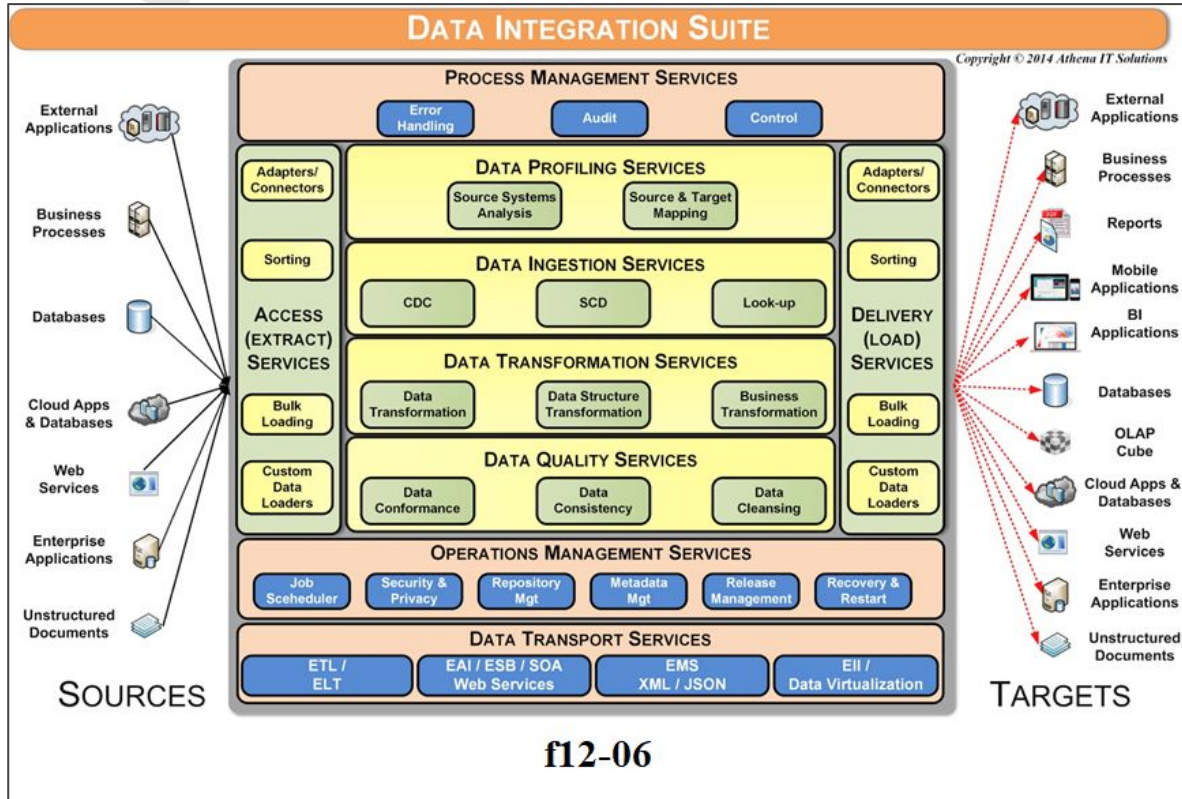 DATA INTEGRATION SUITE
Copyright © 2014 Athena IT Solutions
External
Applications
Business
Processes
Databases
Cloud Apps
& Databases
Web
Services
Enterprise
Applications
Unstructured
Documents
SOURCES
PROCESS MANAGEMENT SERVICES
Error
Handling
Audit
Control
Adapters/
Connectors
Sorting
ACCESS
(EXTRACT)
SERVICES
Bulk
Loading
Custom
Data
Loaders
DATA PROFILING SERVICES
Source Systems
Analysis
Source & Target
Mapping
DATA INGESTION SERVICES
CDC
SCD
Look-up
DATA TRANSFORMATION SERVICES
Data
Transformation
Data Structure
Transformation
Business
Transformation
DATA QUALITY SERVICES
Data
Conformance
Data
Consistency
Data
Cleansing
Adapters/
Connectors
Sorting
DELIVERY
(LOAD)
SERVICES
Bulk
Loading
Custom
Data
Loaders
OPERATIONS MANAGEMENT SERVICES
Job
Sceheduler
Security &
Privacy
Repository
Mgt
Metadata
Mgt
Release
Management
Recovery &
Restart
DATA TRANSPORT SERVICES
ETL /
ELT
EAI / ESB / SOA
Web Services
EMS
XML / JSON
EII /
Data Virtualization
External
Applications
Business
Processes
PDF
Reports
Mobile
Applications
BI
Applications
Databases
OLAP
Cube
Cloud Apps &
Databases
Web
Services
Enterprise
Applications
Unstructured
Documents
TARGETS
f12-06